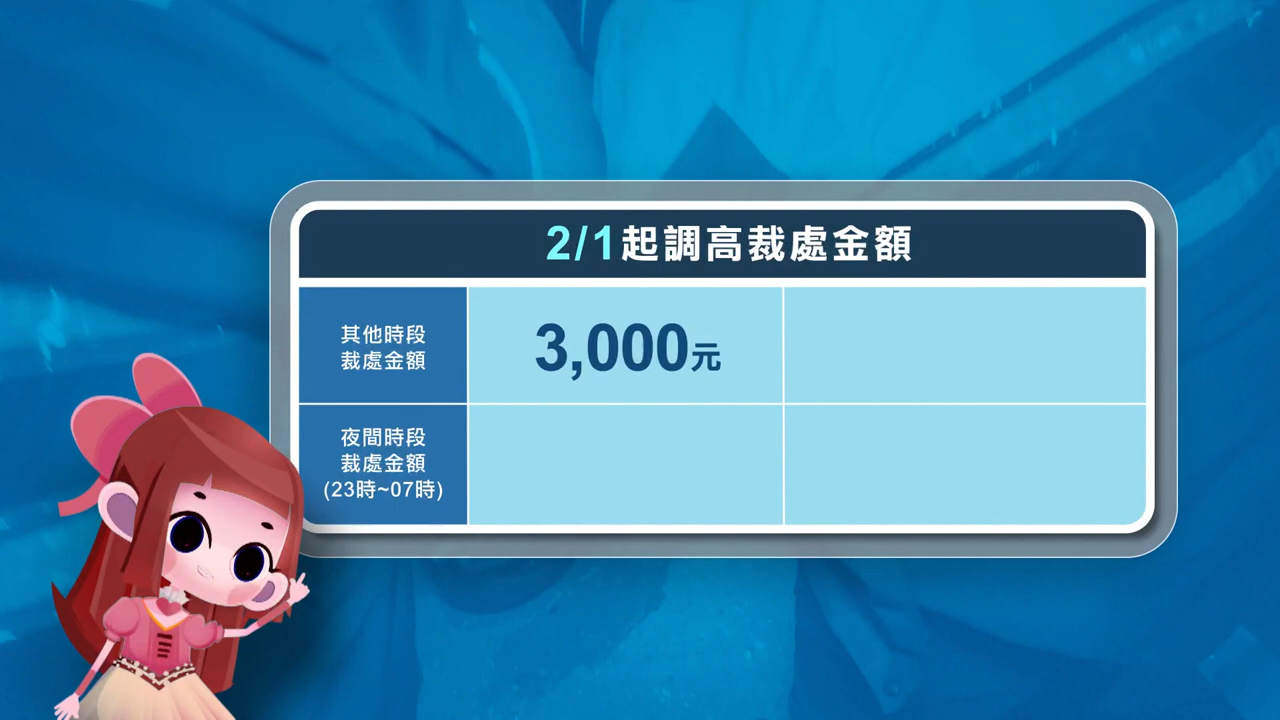 2/1起調高裁處金額
其他時段
裁處金額
3,000元
夜間時段
裁處金額
(23時~07時)